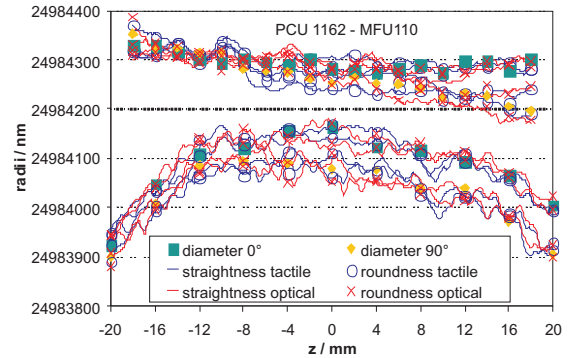 PCU 1162 - MFU110
radii / nm
24984400
24984300
24984200
24984100
24984000
24983900
24983800
diameter 0° diameter 90°
straightness tactile roundness tactile
straightness optical roundness optical
-20 -16 -12 -8 -4 0 4 8 12 16 20
z / mm